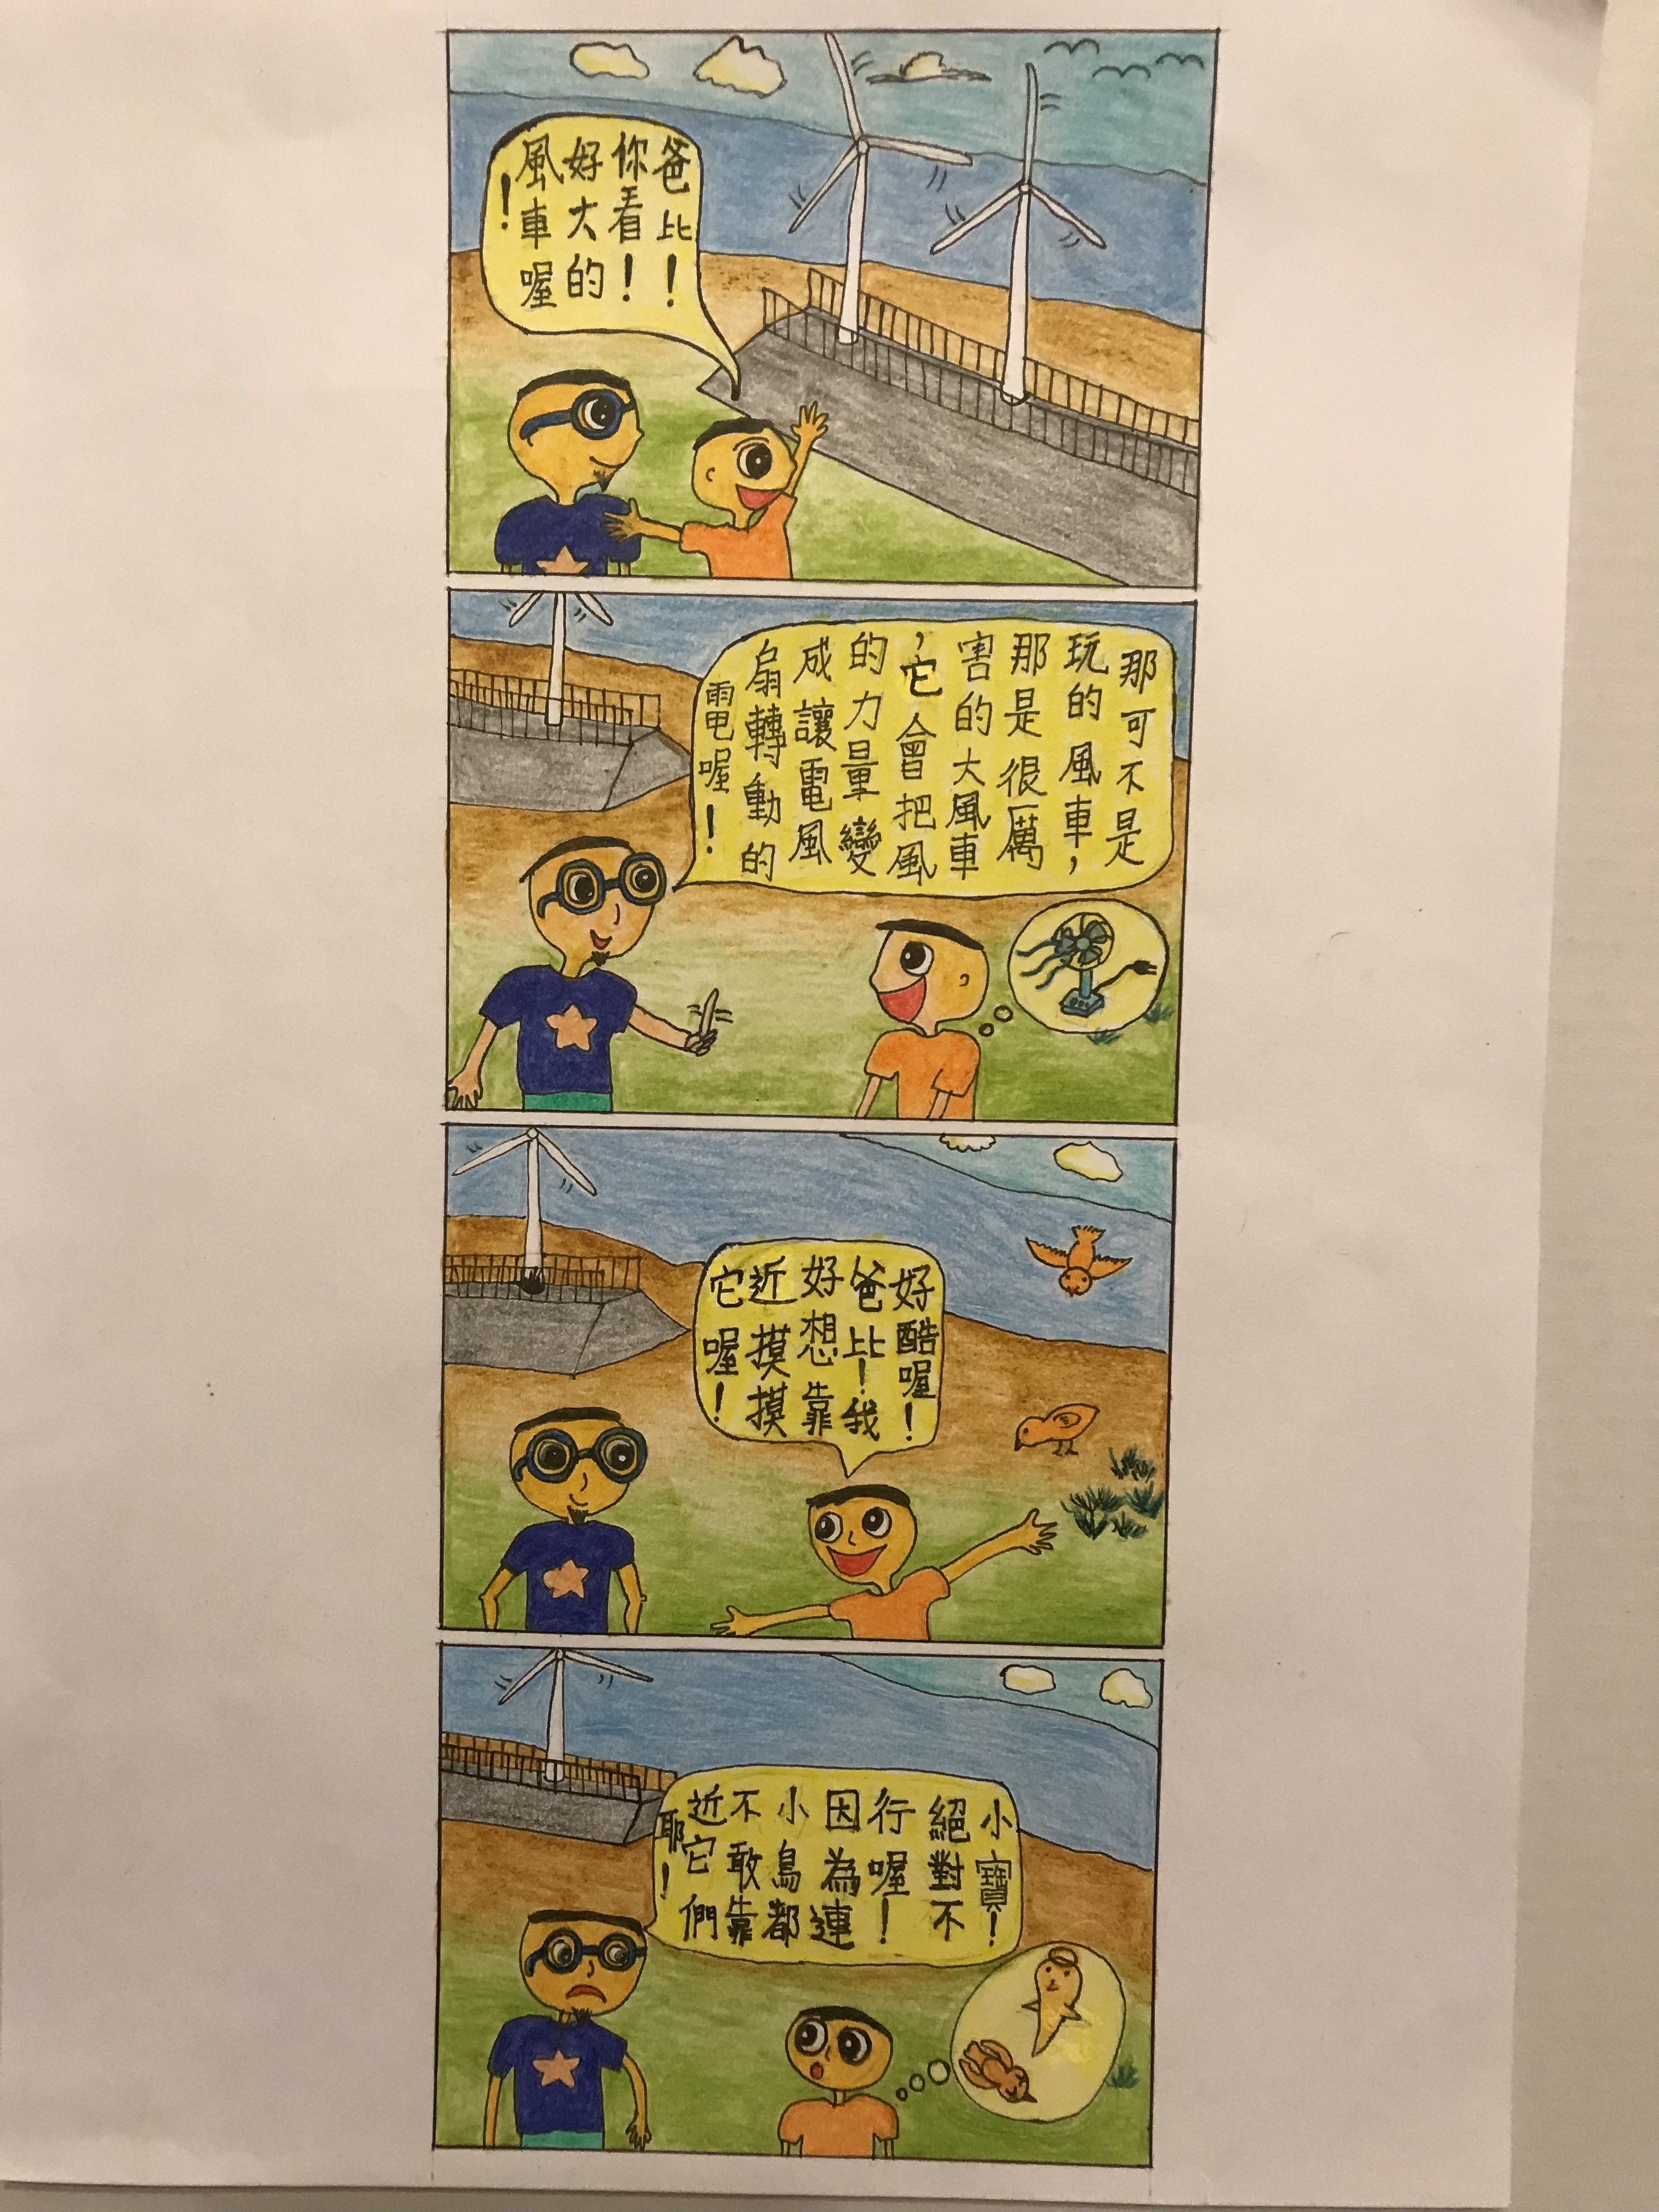 爸比！
你看！
好大的
風車喔
！
那可不是
玩的風車，
那是很厲
害的大風車
，它會把風
的力量變
成讓電風
扇轉動的
電喔！
好酷喔！
爸比！我
好想靠
近摸摸
它喔！
小寶！
絕對不
行喔！
因為連
小鳥都
不敢靠
近它們
耶！